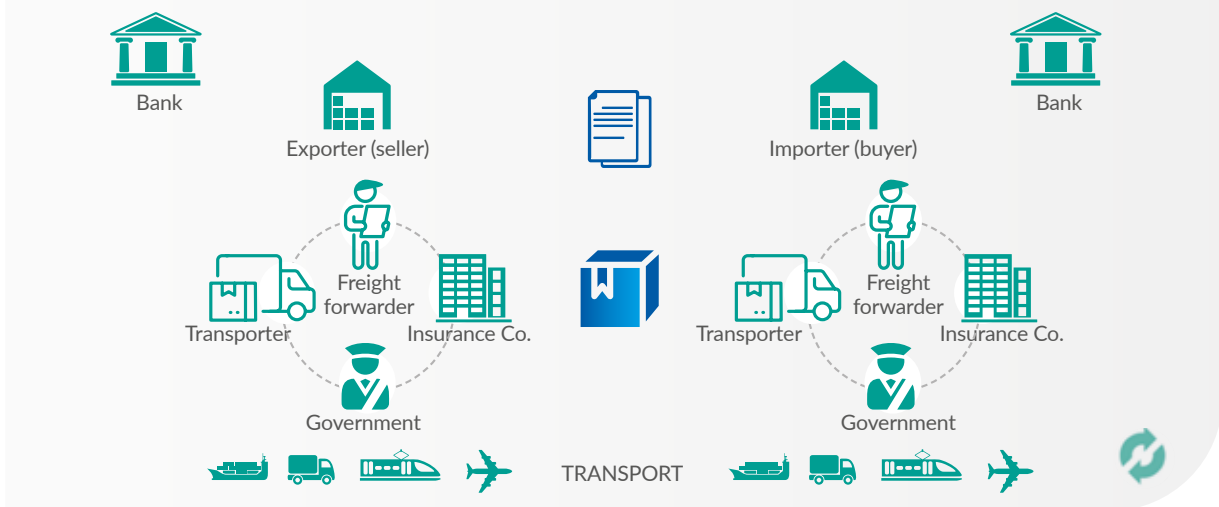 Bank
Bank
Exporter (seller)
Importer (buyer)
Freight
forwarder
Freight
forwarder
Transporter
Insurance Co.
Transporter
Insurance Co.
Government
Government
TRANSPORT